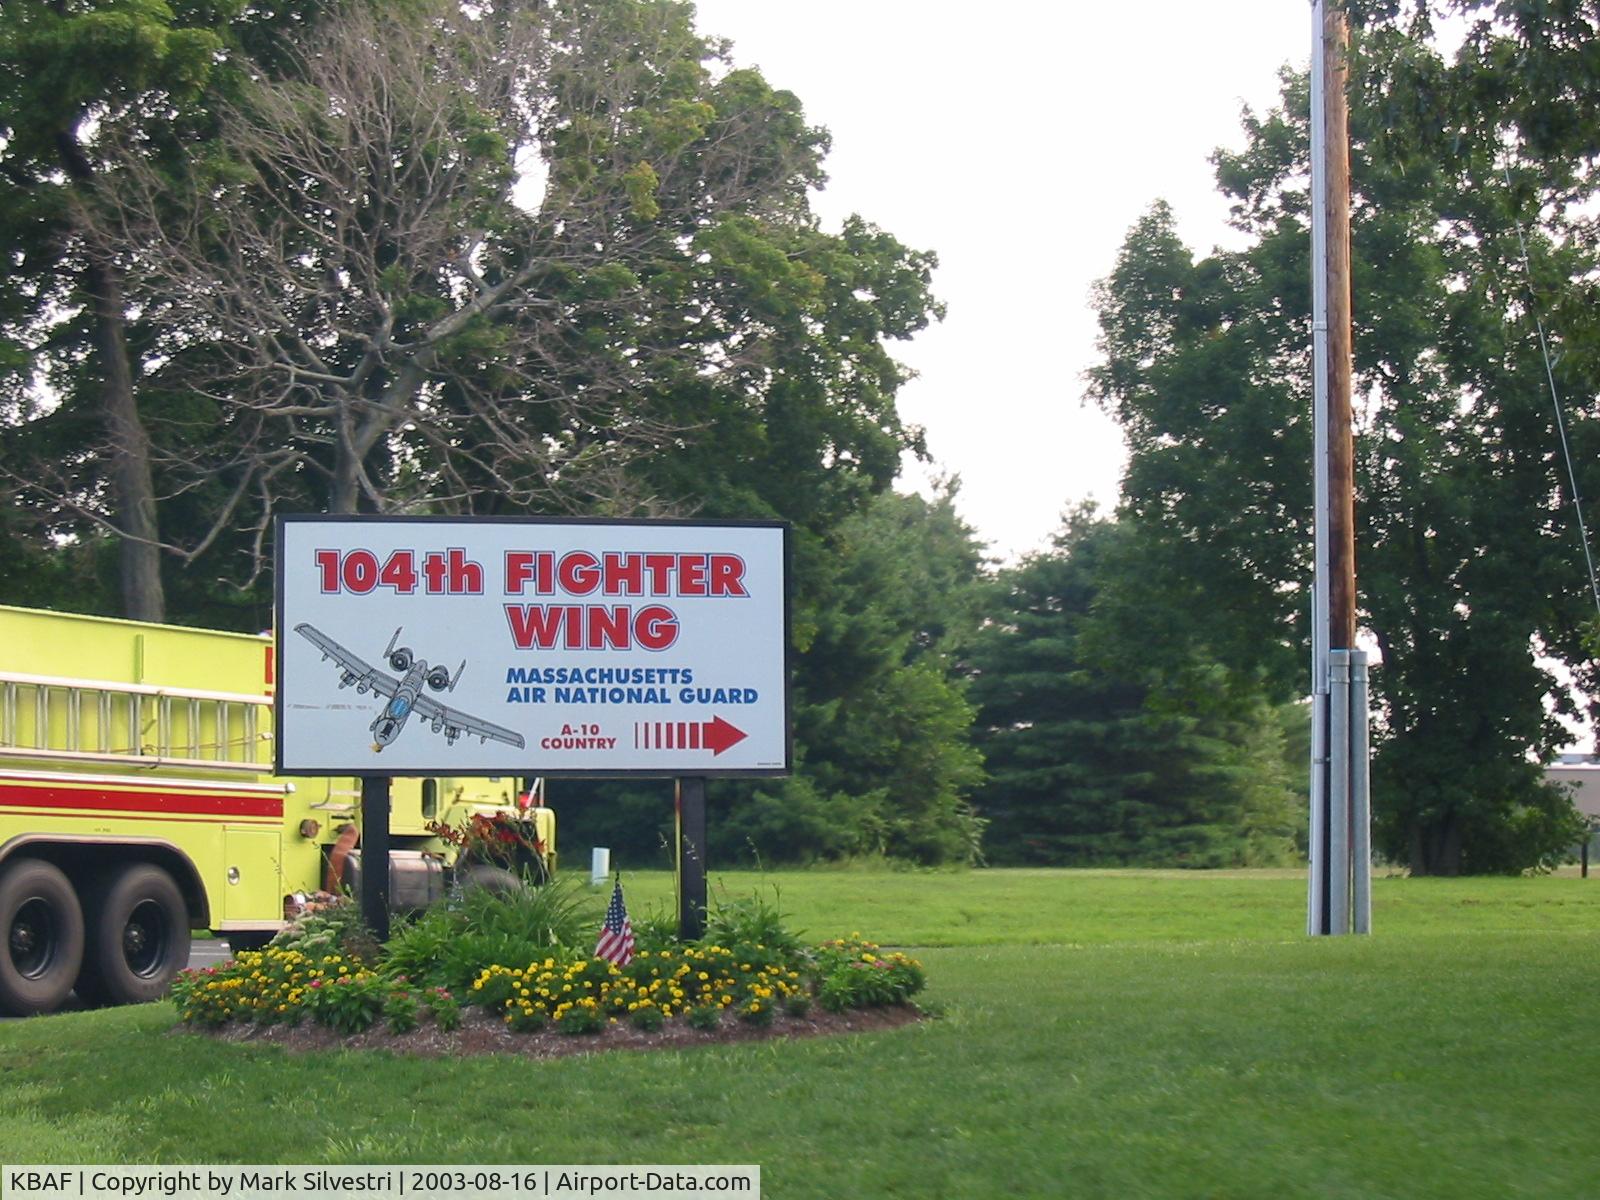 104th FIGHTER
WING
MASSACHUSETTS
AIR NATIONAL GUARD
A-10
COUNTRY
KBAF | Copyright by Mark Silvestri | 2003-08-16 | Airport-Data.com